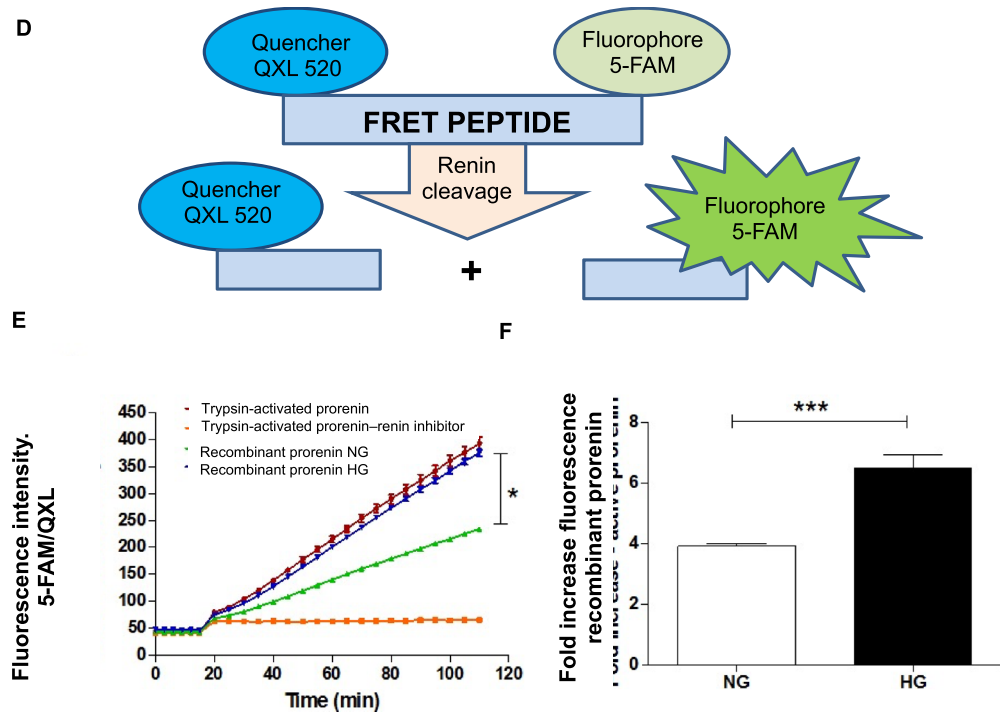 D
Quencher
QXL 520
Fluorophore
5-FAM
FRET PEPTIDE
Renin
cleavage
Quencher
QXL 520
+
Fluorophore
5-FAM
E
Fluorescence intensity.
5-FAM/QXL
450
400
350
300
250
200
150
100
50
0
Trypsin-activated prorenin
Trypsin-activated prorenin–renin inhibitor
Recombinant prorenin NG
Recombinant prorenin HG
*
0
20
40
60
80
100
120
Time (min)
F
Fold increase fluorescence
recombinant prorenin
8
6
4
2
0
***
NG
HG